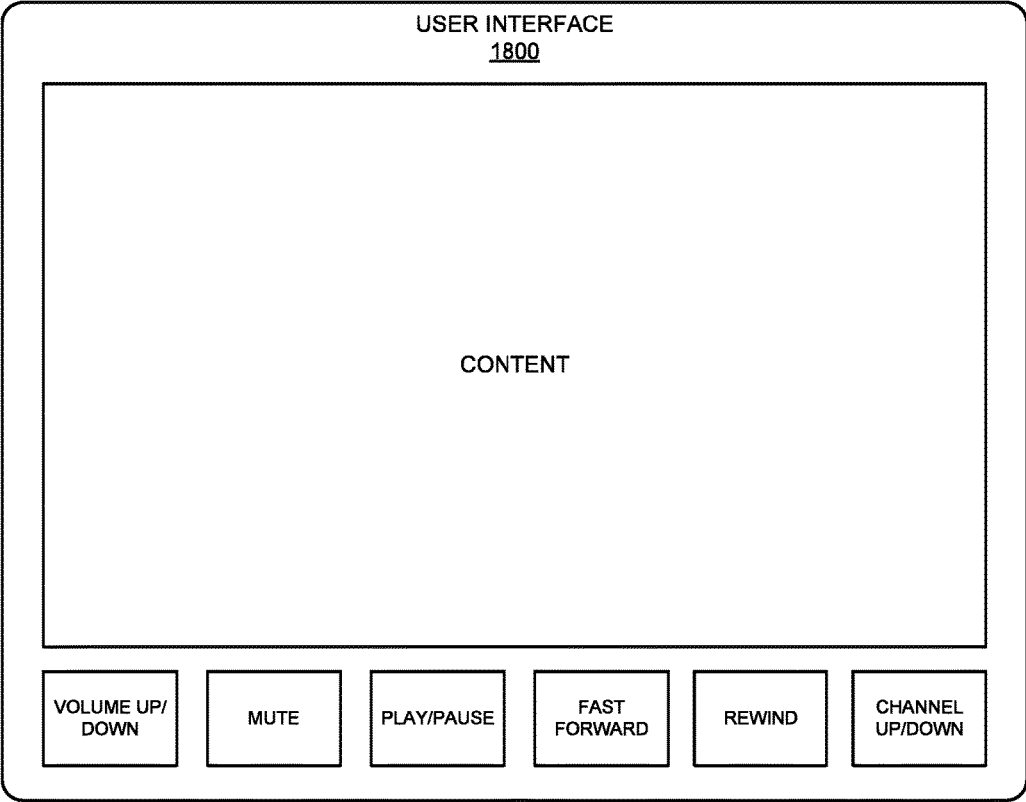 USER INTERFACE
1800
CONTENT
VOLUME UP/
DOWN
MUTE
PLAY/PAUSE
FAST
FORWARD
REWIND
CHANNEL
UP/DOWN